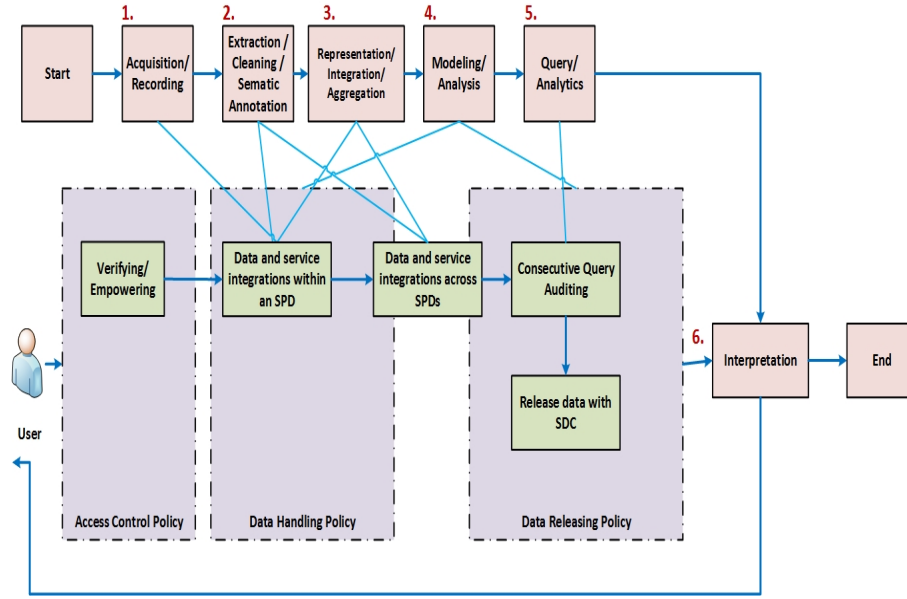 1.
2.
3.
4.
5.
Start
Acquisition/
Recording
Extraction /
Cleaning /
Sematic
Annotation
Representation/
Integration/
Aggregation
Modeling/
Analysis
Query/
Analytics
Verifying/
Empowering
Data and service
integrations within
an SPD
Data and service
integrations across
SPDs
Consecutive Query
Auditing
Release data with
SDC
6.
Interpretation
End
User
Access Control Policy
Data Handling Policy
Data Releasing Policy